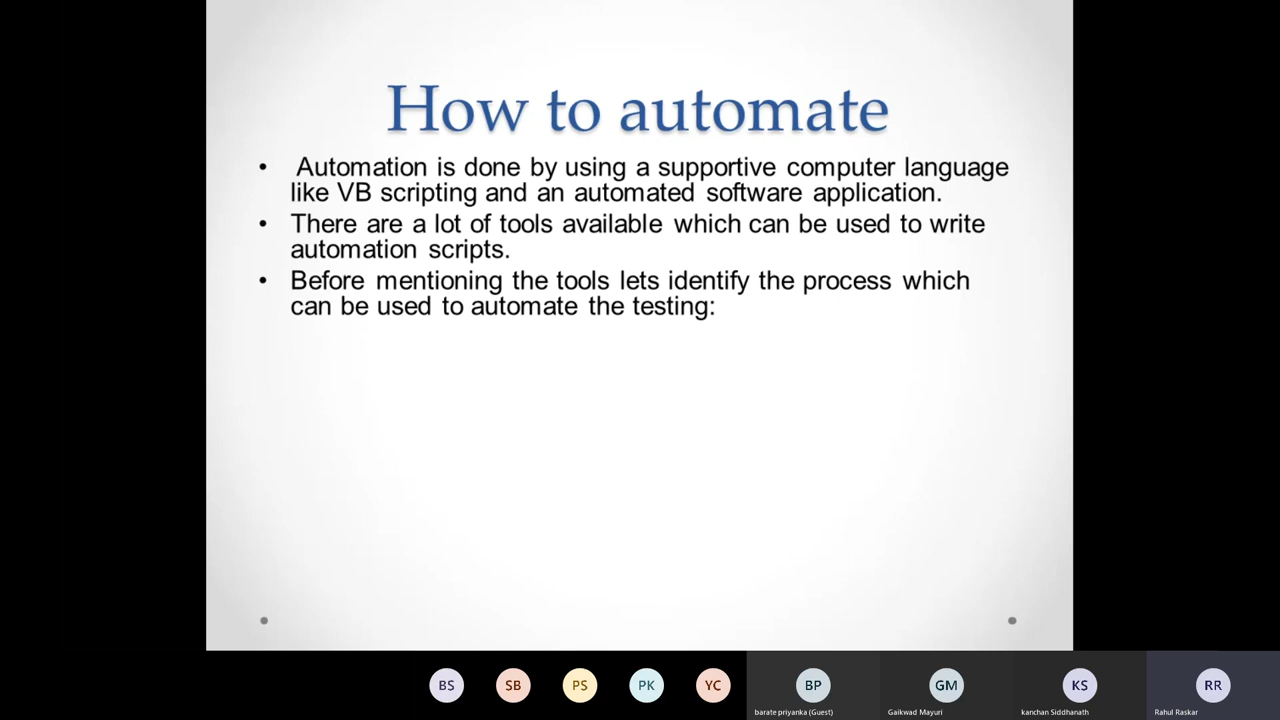 How to automate
• Automation is done by using a supportive computer language
like VB scripting and an automated software application.
• There are a lot of tools available which can be used to write
automation scripts.
• Before mentioning the tools lets identify the process which
can be used to automate the testing:
BS SB PS PK YC BP GM KS RR
barate priyanka (Guest) Gaikwad Mayuri kanchan Siddhanath Rahul Raskar